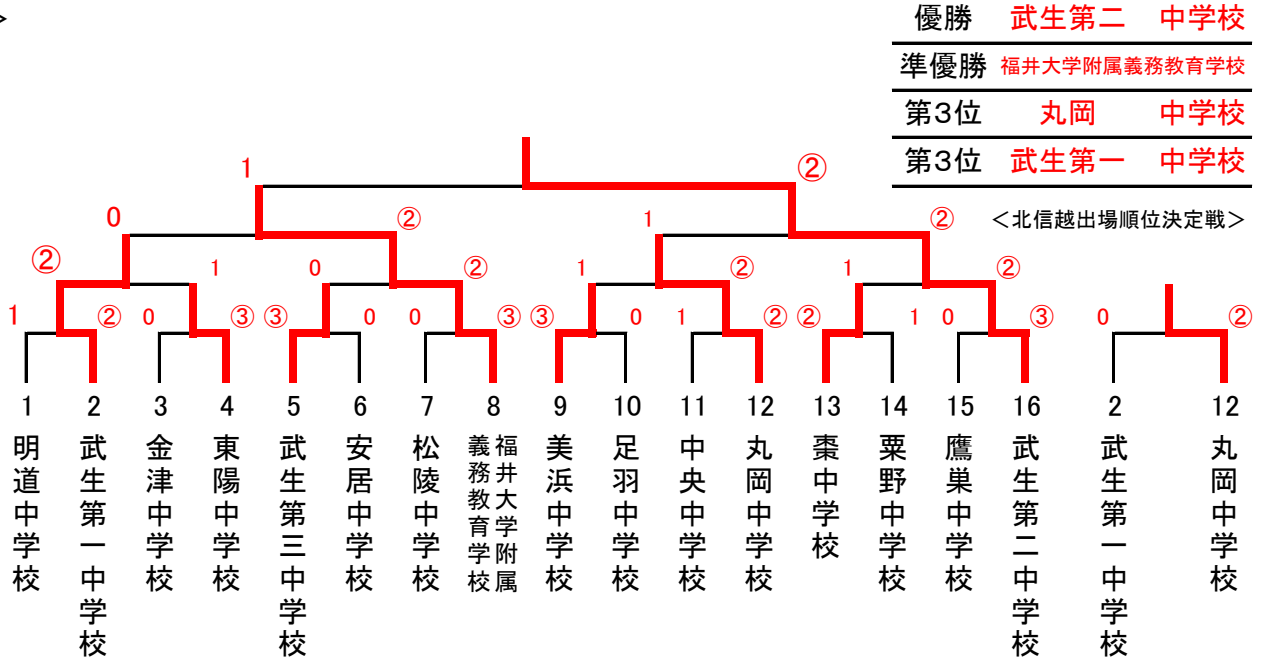 >
優勝 武生第二 中学校
準優勝 福井大学附属義務教育学校
第3位 丸岡 中学校
第3位 武生第一 中学校
<北信越出場順位決定戦>
1 ②
0 ② 1 ②
② 1 0 ② 1 ② 1 ②
1 ② 0 ③ ③ 0 0 ③ ③ 0 1 ② ② 1 0 ③ 0 ②
1 2 3 4 5 6 7 8 9 10 11 12 13 14 15 16 2 12
明道中学校
武生第一中学校
金津中学校
東陽中学校
武生第三中学校
安居中学校
松陵中学校
福井大学附属
義務教育学校
美浜中学校
足羽中学校
中央中学校
丸岡中学校
棗中学校
粟野中学校
鷹巣中学校
武生第二中学校
武生第一中学校
丸岡中学校